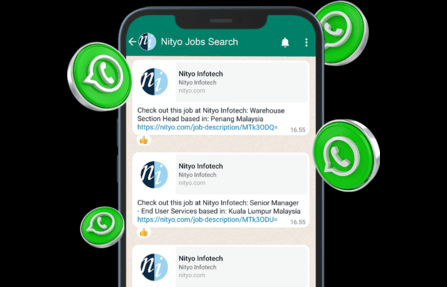 Nityo Jobs Search
Nityo Infotech
Nityo Infotech
nityo.com
Check out this job at Nityo Infotech: Warehouse
Section Head based in: Penang Malaysia
https://nityo.com/job-description/MTk3ODQ=
16.55
Nityo Infotech
Nityo Infotech
nityo.com
Check out this job at Nityo Infotech: Senior Manager
- End User Services based in: Kuala Lumpur Malaysia
https://nityo.com/job-description/MTk3ODU=
16.55
Nityo Infotech
Nityo Infotech
nityo.com